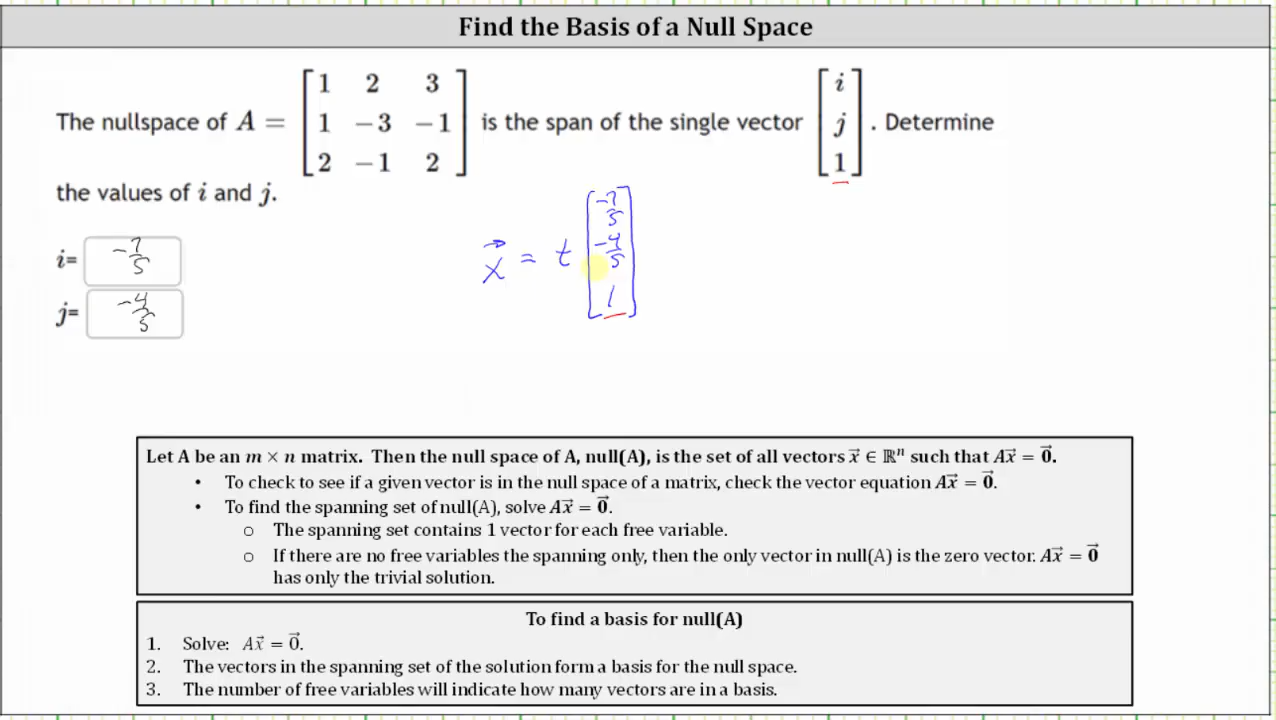 Find the Basis of a Null Space
The nullspace of A = [1 2 3; 1 −3 −1; 2 −1 2] is the span of the single vector [i; j; 1]. Determine
the values of i and j.
i= -7/5
j= -4/5
x⃗ = t [-7/5; -4/5; 1]
Let A be an m × n matrix. Then the null space of A, null(A), is the set of all vectors x⃗ ∈ ℝⁿ such that Ax⃗ = 0⃗.
• To check to see if a given vector is in the null space of a matrix, check the vector equation Ax⃗ = 0⃗.
• To find the spanning set of null(A), solve Ax⃗ = 0⃗.
o The spanning set contains 1 vector for each free variable.
o If there are no free variables the spanning only, then the only vector in null(A) is the zero vector. Ax⃗ = 0⃗
has only the trivial solution.
To find a basis for null(A)
1. Solve: Ax⃗ = 0⃗.
2. The vectors in the spanning set of the solution form a basis for the null space.
3. The number of free variables will indicate how many vectors are in a basis.